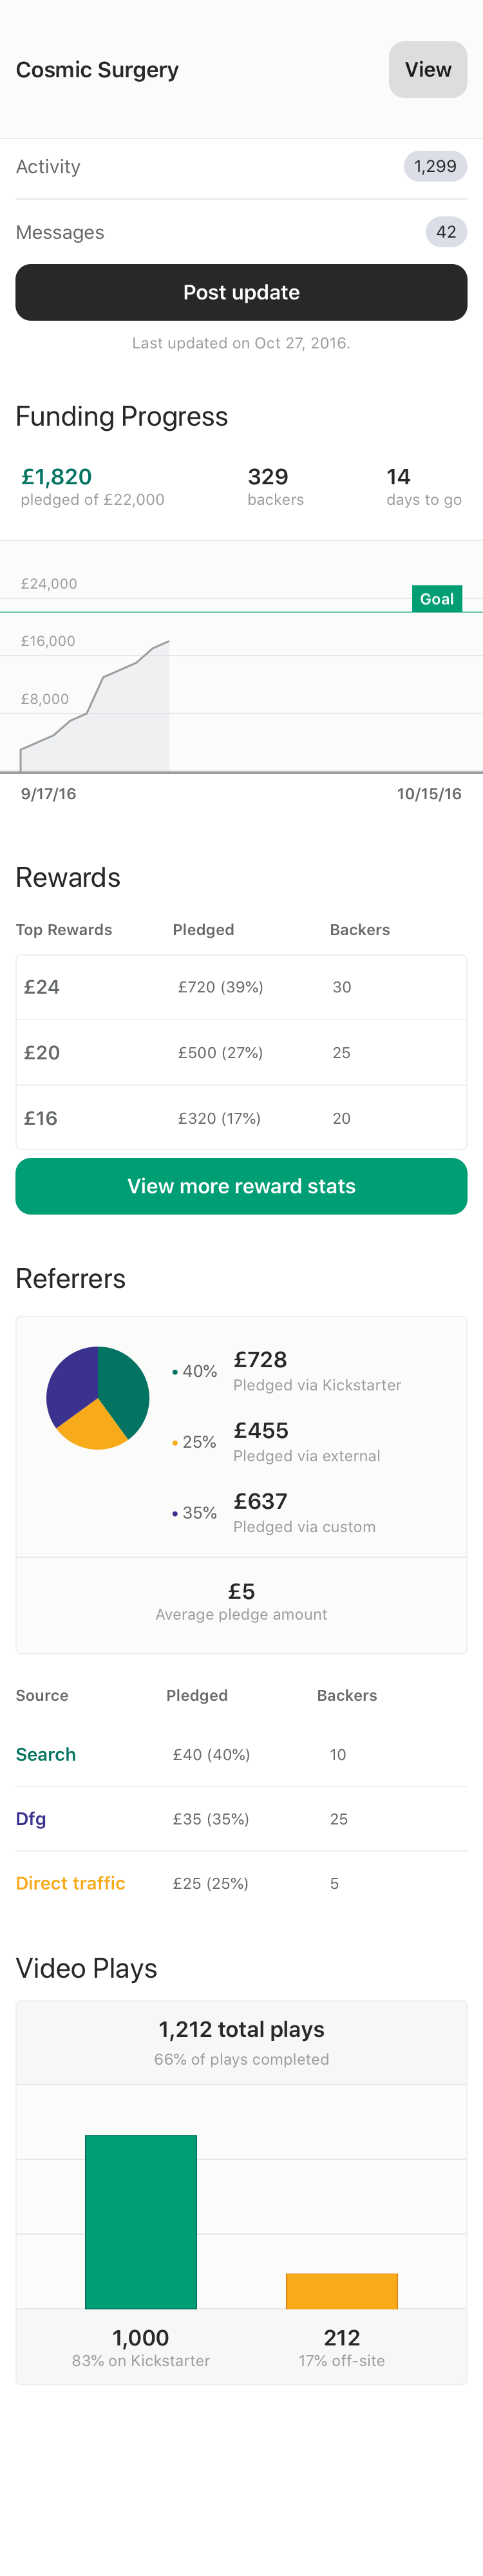 Cosmic Surgery
View
Activity
1,299
Messages
42
Post update
Last updated on Oct 27, 2016.
Funding Progress
£1,820
329
14
pledged of £22,000
backers
days to go
£24,000
Goal
£16,000
£8,000
9/17/16
10/15/16
Rewards
Top Rewards
Pledged
Backers
£24
£720 (39%)
30
£20
£500 (27%)
25
£16
£320 (17%)
20
View more reward stats
Referrers
40%
£728
Pledged via Kickstarter
25%
£455
Pledged via external
35%
£637
Pledged via custom
£5
Average pledge amount
Source
Pledged
Backers
Search
£40 (40%)
10
Dfg
£35 (35%)
25
Direct traffic
£25 (25%)
5
Video Plays
1,212 total plays
66% of plays completed
1,000
212
83% on Kickstarter
17% off-site